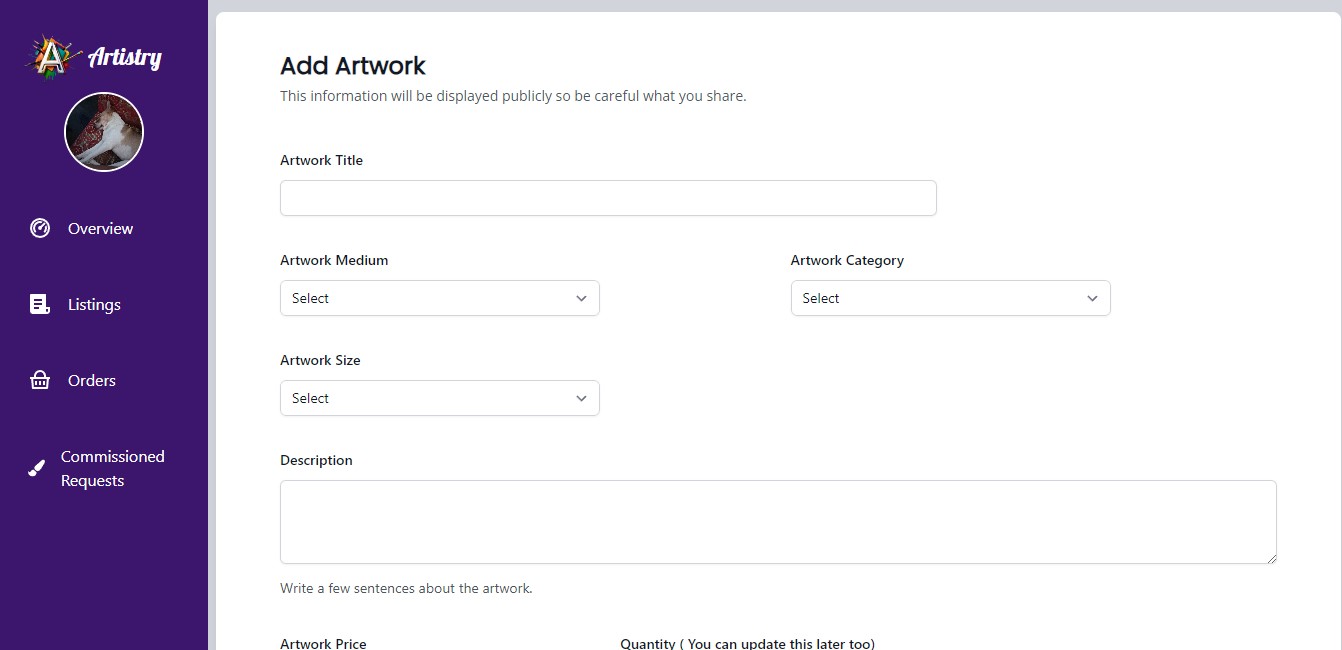 Artistry
Overview
Listings
Orders
Commissioned
Requests
Add Artwork
This information will be displayed publicly so be careful what you share.
Artwork Title
Artwork Medium
Artwork Category
Select
Select
Artwork Size
Select
Description
Write a few sentences about the artwork.
Artwork Price
Quantity ( You can update this later too)